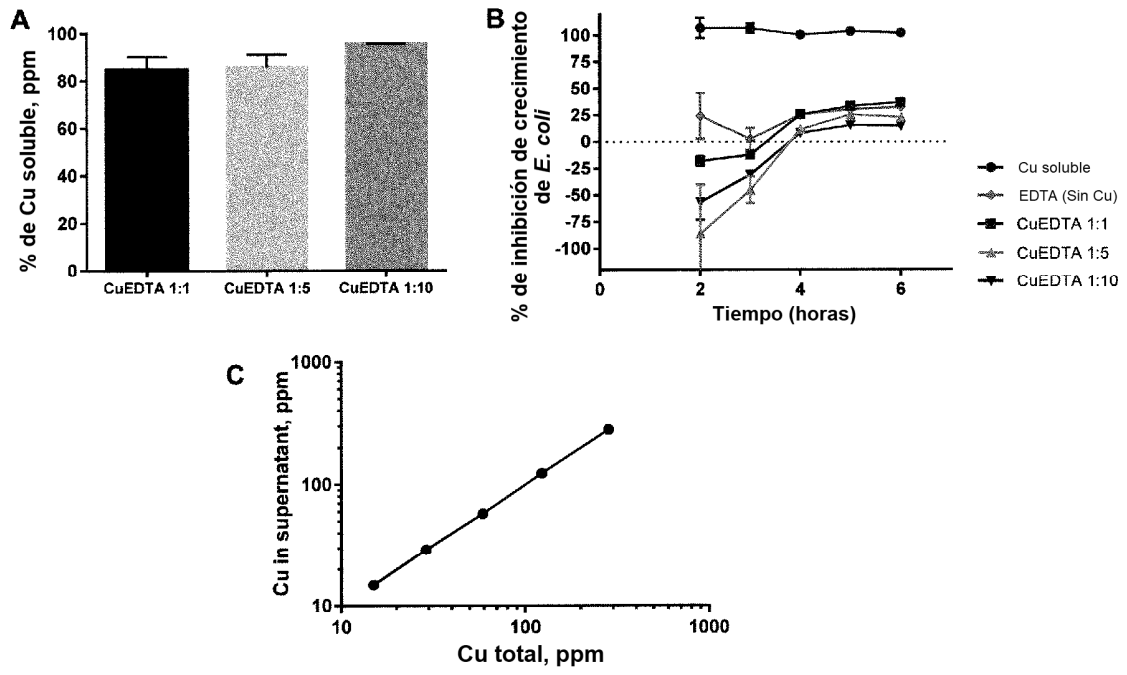 A
% de Cu soluble, ppm
100
80
60
40
20
0
CuEDTA 1:1
CuEDTA 1:5
CuEDTA 1:10
B
% de inhibición de crecimiento
de E. coli
100
75
50
25
0
-25
-50
-75
-100
0
2
4
6
Tiempo (horas)
Cu soluble
EDTA (Sin Cu)
CuEDTA 1:1
CuEDTA 1:5
CuEDTA 1:10
C
Cu in supernatant, ppm
1000
100
10
10
100
1000
Cu total, ppm